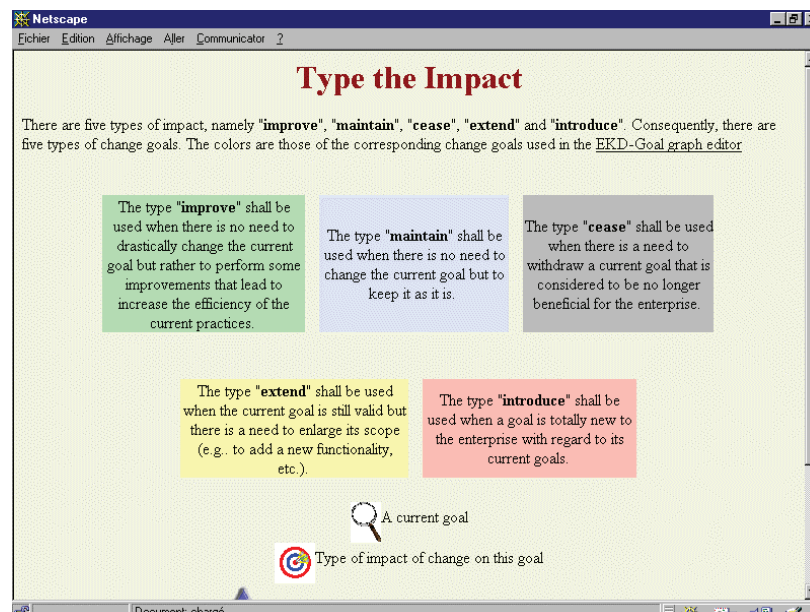 Netscape
Fichier Edition Affichage Aller Communicator ?
Type the Impact
There are five types of impact, namely "improve", "maintain", "cease", "extend" and "introduce". Consequently, there are
five types of change goals. The colors are those of the corresponding change goals used in the EKD-Goal graph editor
The type "improve" shall be
used when there is no need to
drastically change the current
goal but rather to perform some
improvements that lead to
increase the efficiency of the
current practices.
The type "maintain" shall be
used when there is no need to
change the current goal but to
keep it as it is.
The type "cease" shall be used
when there is a need to
withdraw a current goal that is
considered to be no longer
beneficial for the enterprise.
The type "extend" shall be used
when the current goal is still valid but
there is a need to enlarge its scope
(e.g.. to add a new functionality,
etc.).
The type "introduce" shall be
used when a goal is totally new to
the enterprise with regard to its
current goals.
A current goal
Type of impact of change on this goal
Document: chargé